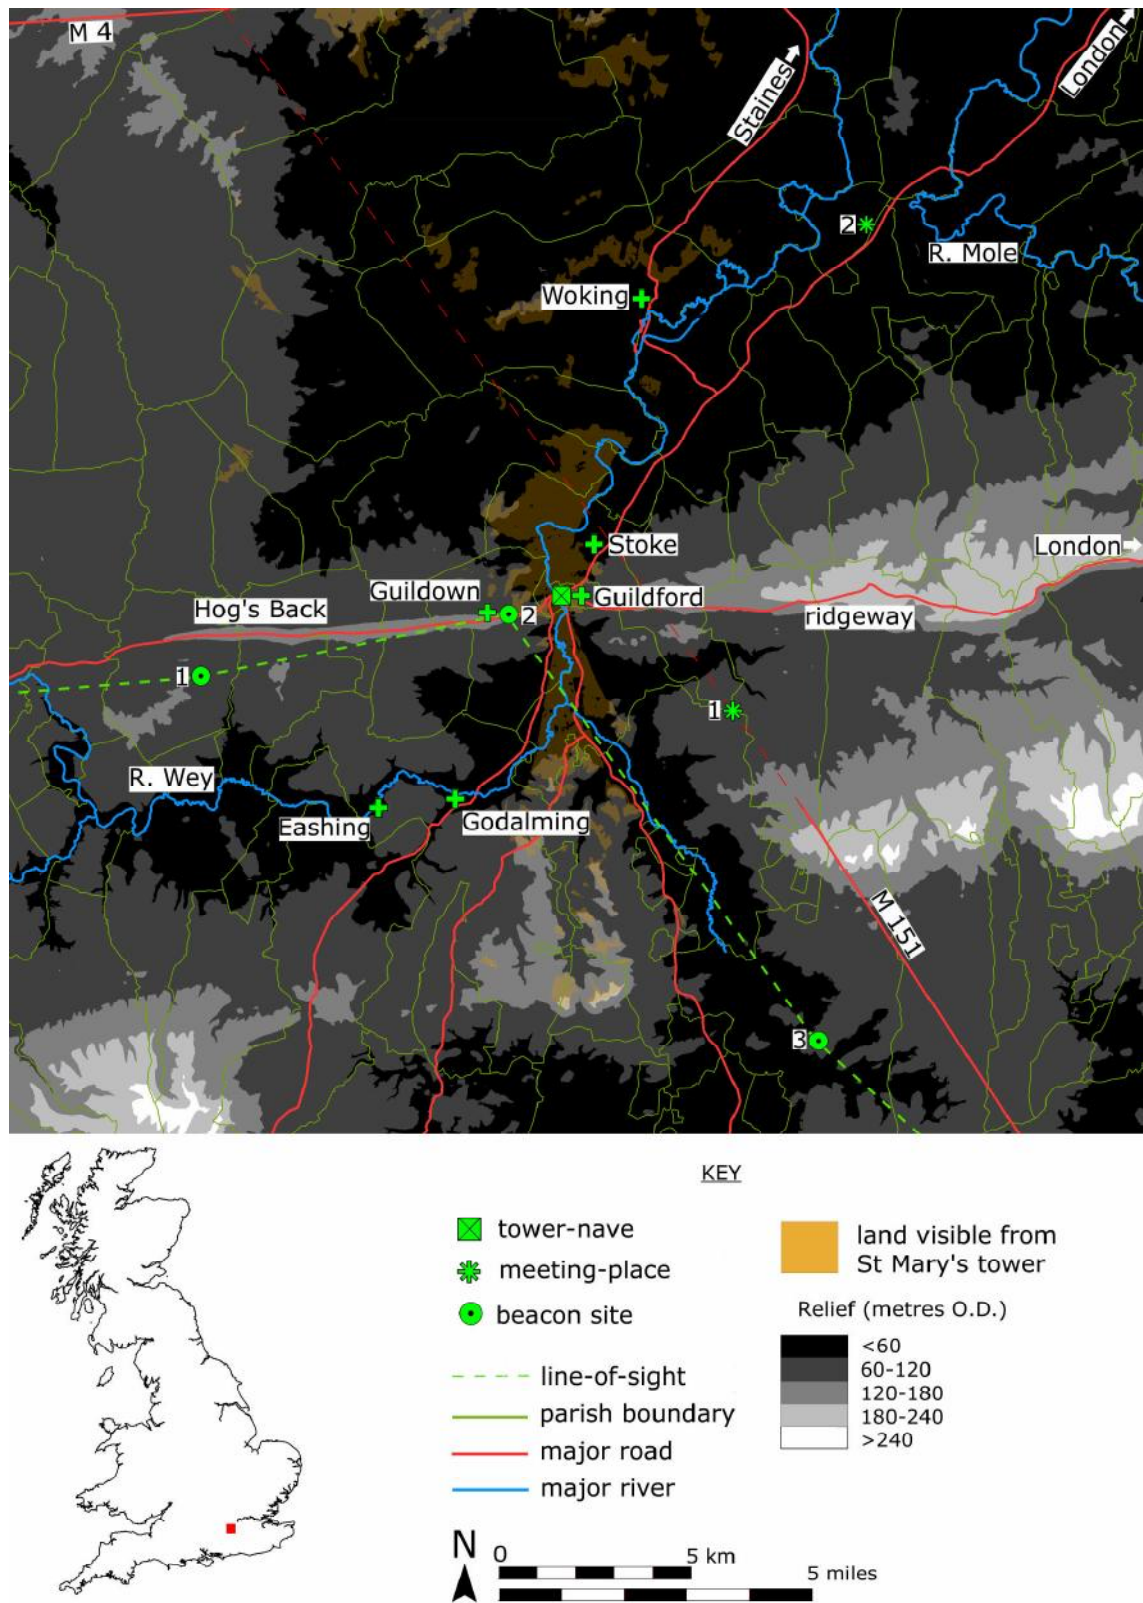 M 4
Staines
London
2
R. Mole
Woking
Stoke
London
Guildown
Guildford
Hog's Back
2
ridgeway
1
1
R. Wey
Eashing
Godalming
M 151
3
KEY
tower-nave
meeting-place
beacon site
line-of-sight
parish boundary
major road
major river
land visible from
St Mary's tower
Relief (metres O.D.)
<60
60-120
120-180
180-240
>240
N
0
5 km
5 miles